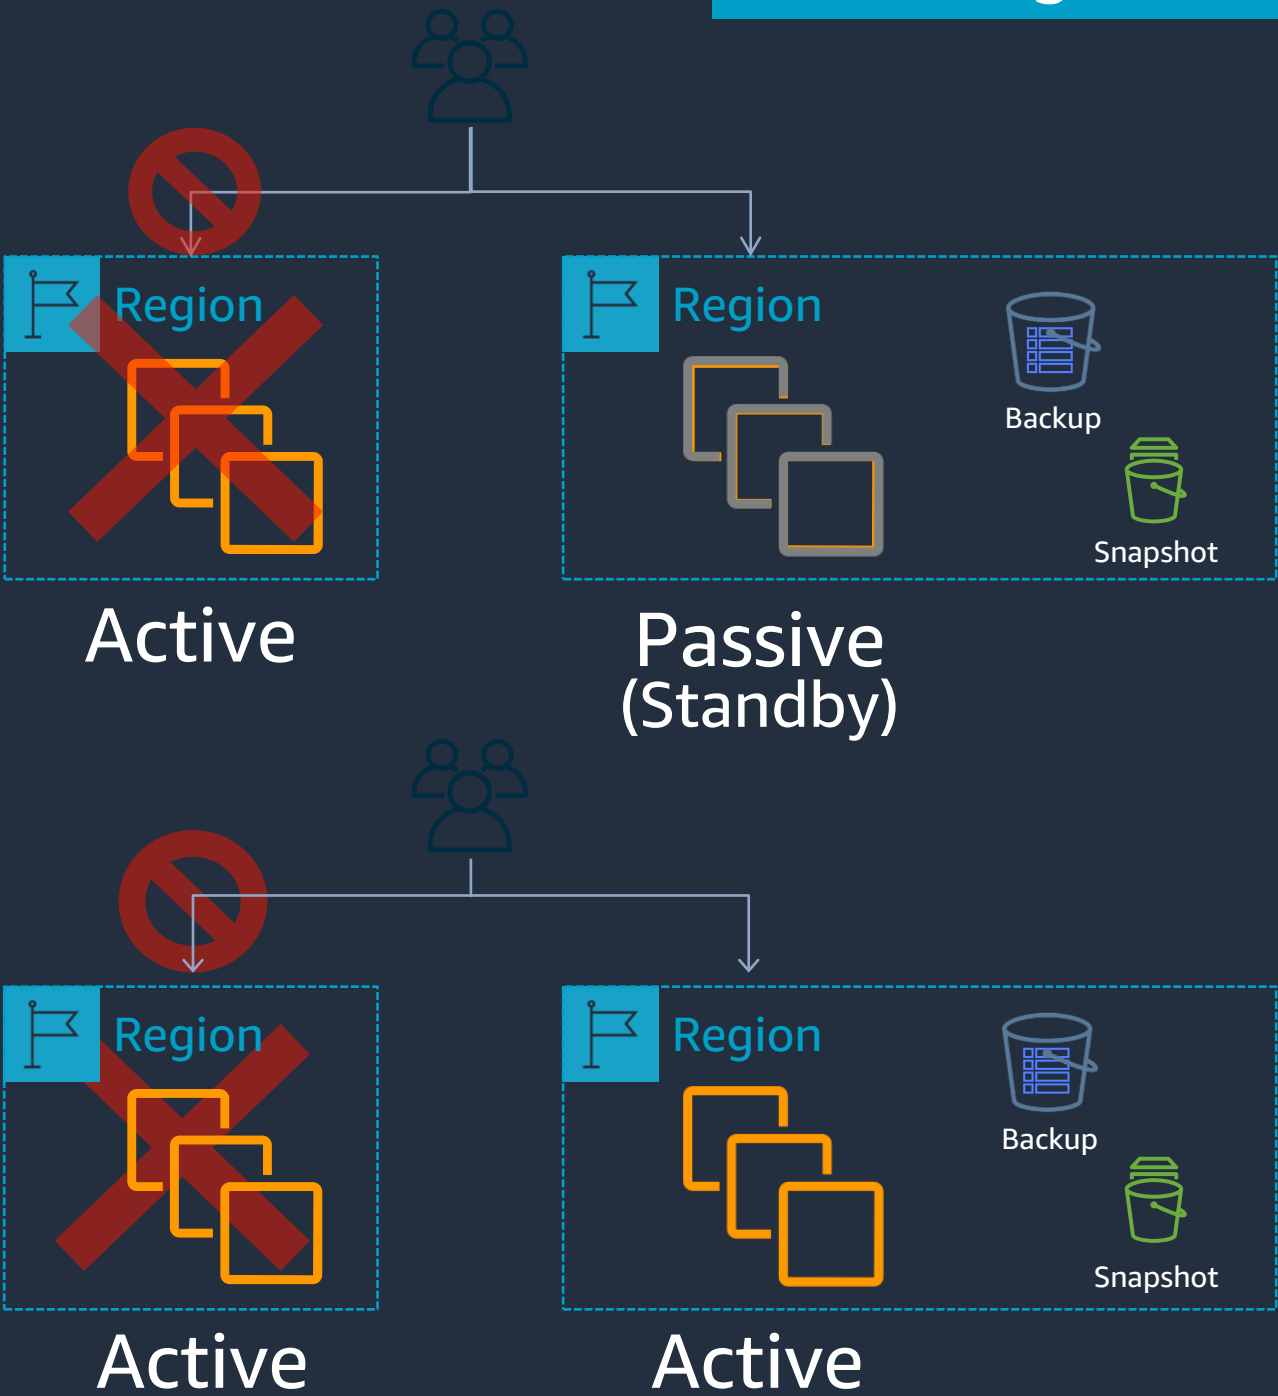 Region
Region
Backup
Snapshot
Active
Passive
(Standby)
Region
Region
Backup
Snapshot
Active
Active